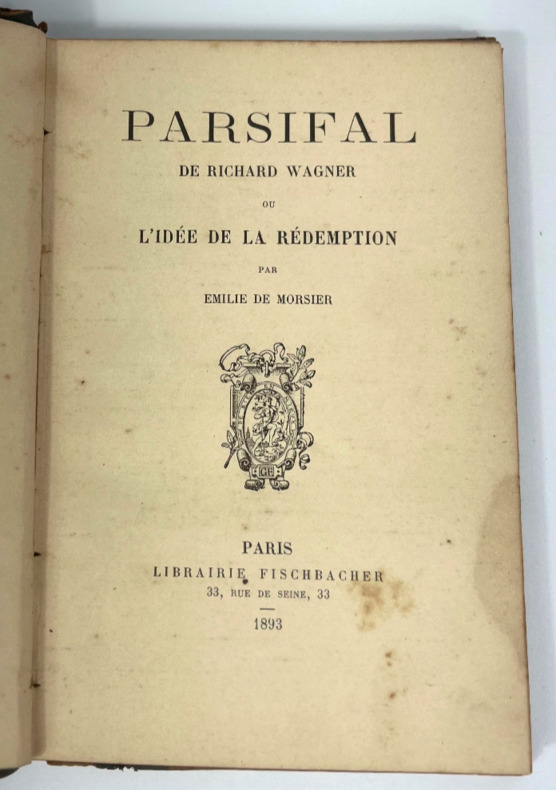 PARSIFAL
DE RICHARD WAGNER
OU
L'IDÉE DE LA RÉDEMPTION
PAR
EMILIE DE MORSIER
PARIS
LIBRAIRIE FISCHBACHER
33, RUE DE SEINE, 33
1893